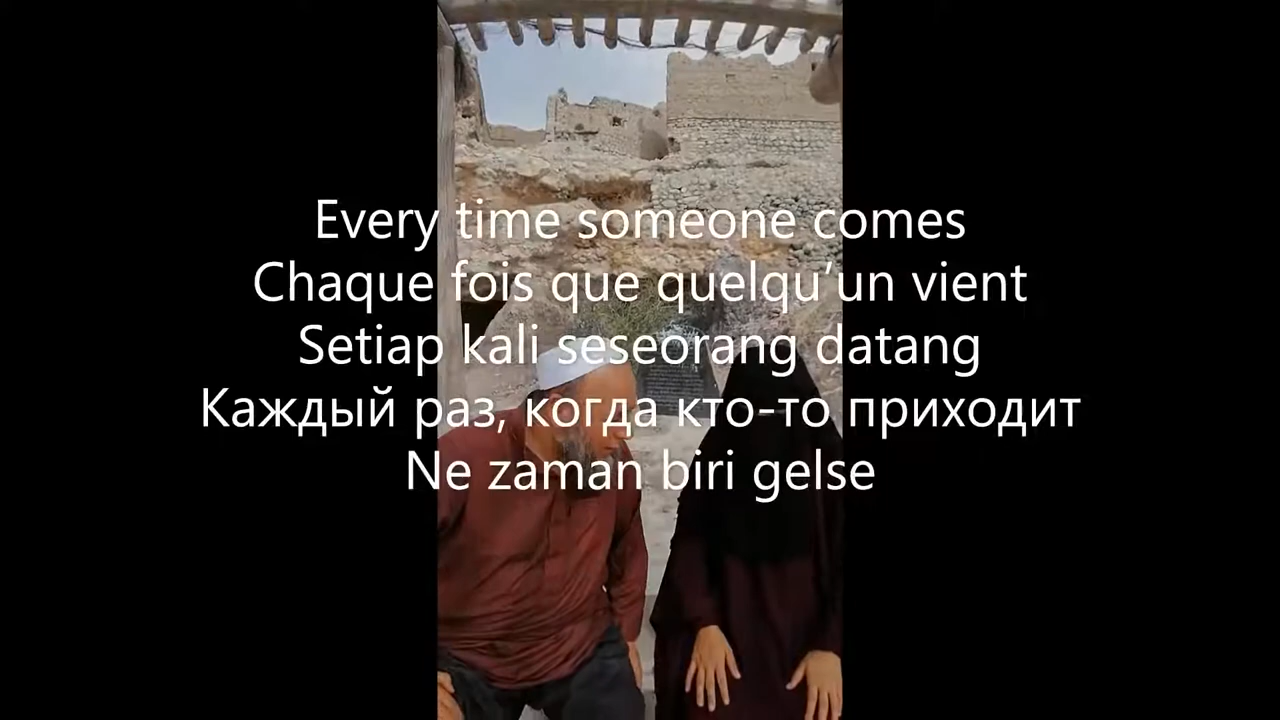 Every time someone comes
Chaque fois que quelqu’un vient
Setiap kali seseorang datang
Каждый раз, когда кто-то приходит
Ne zaman biri gelse